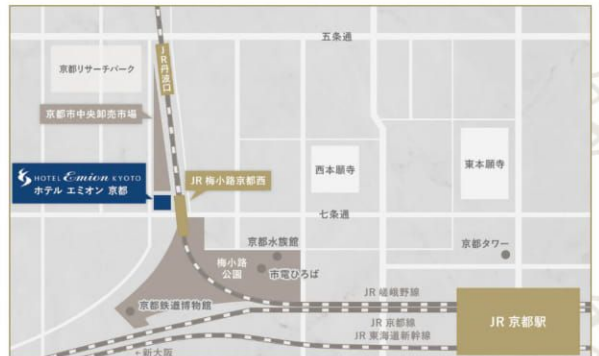 五条通
JR丹波口
京都リサーチパーク
京都市中央卸売市場
HOTEL Emion KYOTO
ホテル エミオン 京都
JR 梅小路京都西
西本願寺
東本願寺
七条通
京都水族館
京都タワー
梅小路
公園
市電ひろば
JR 嵯峨野線
京都鉄道博物館
JR 京都線
JR 東海道新幹線
JR 京都駅
←新大阪